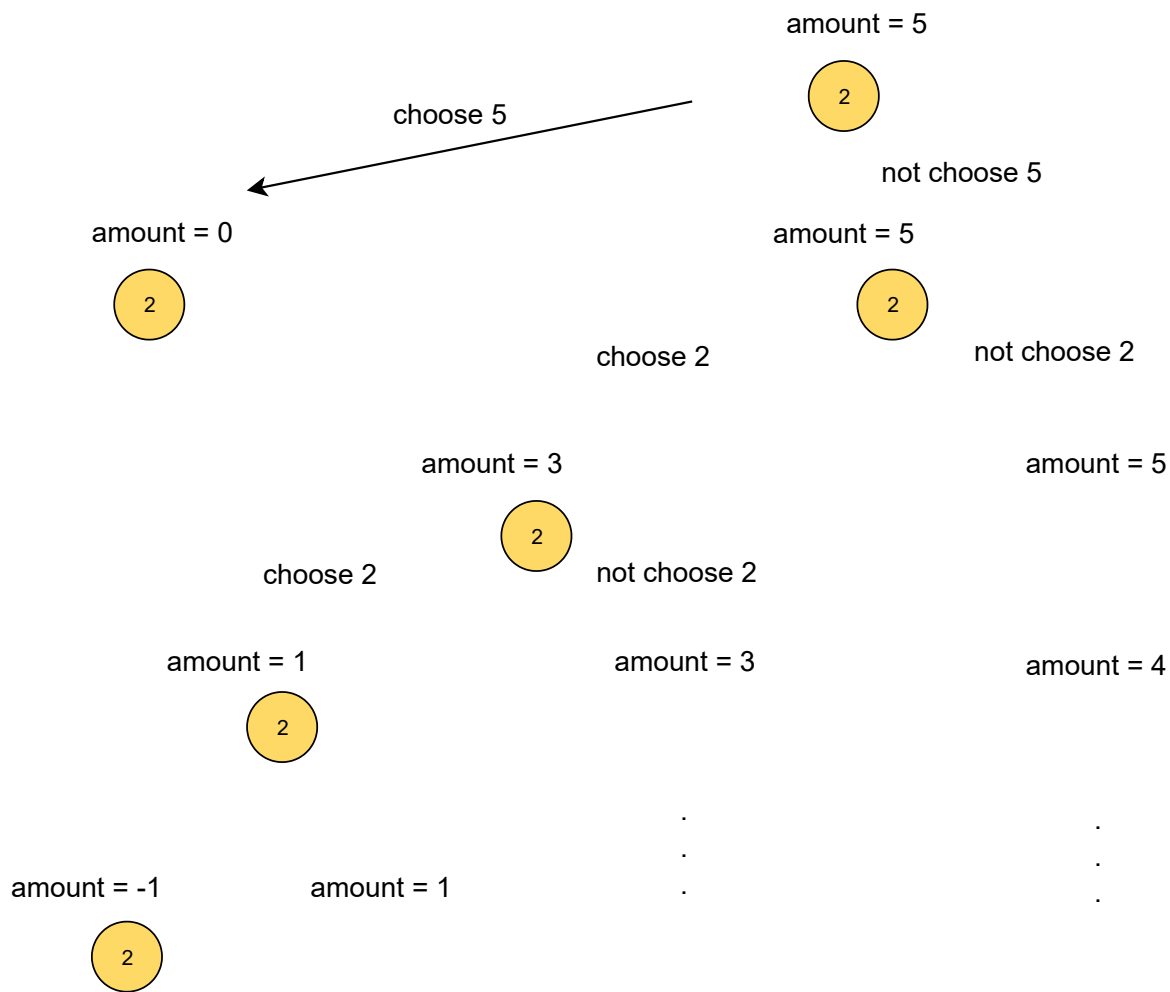 amount = 5
2
choose 5
not choose 5
amount = 0
amount = 5
2
2
choose 2
not choose 2
amount = 3
amount = 5
2
choose 2
not choose 2
amount = 1
amount = 3
amount = 4
2
.
.
.
.
.
.
amount = -1
amount = 1
2